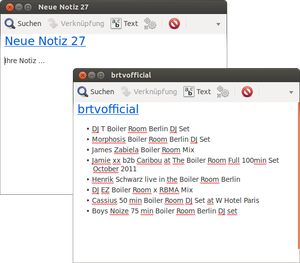 Neue Notiz 27
Suchen Verknüpfung Text
Neue Notiz 27
Ihre Notiz ...
brtvofficial
Suchen Verknüpfung Text
brtvofficial
• DJ T Boiler Room Berlin DJ Set
• Morphosis Boiler Room Berlin DJ Set
• James Zabiela Boiler Room Mix
• Jamie xx b2b Caribou at The Boiler Room Full 100min Set
October 2011
• Henrik Schwarz live in the Boiler Room Berlin
• DJ EZ Boiler Room x RBMA Mix
• Cassius 50 min Boiler Room DJ Set at W Hotel Paris
• Boys Noize 75 min Boiler Room Berlin DJ set